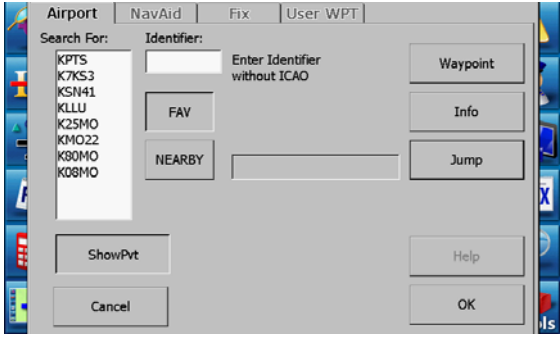 Airport NavAid Fix User WPT
Search For: Identifier:
KPTS
K7KS3
KSN41
KLLU
K25MO
KMO22
K80MO
K08MO
Enter Identifier
without ICAO
Waypoint
FAV
Info
NEARBY
Jump
ShowPvt
Help
Cancel
OK